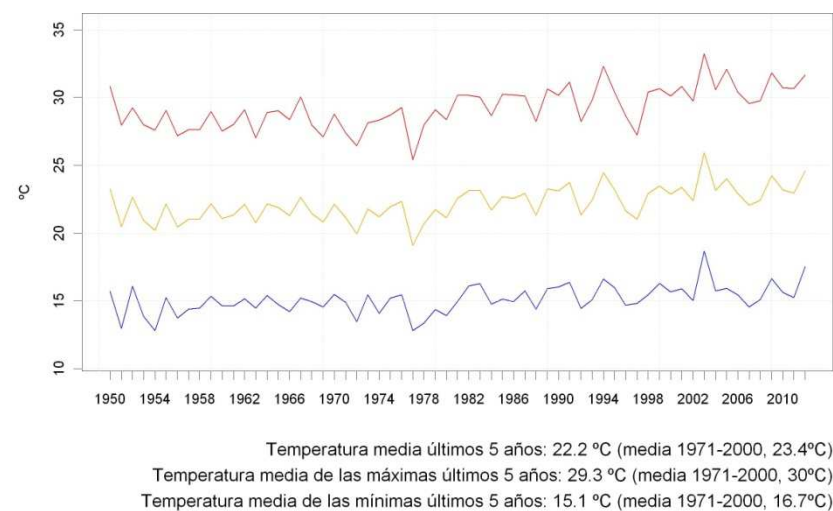 35
30
25
20
15
10
ºC
1950 1954 1958 1962 1966 1970 1974 1978 1982 1986 1990 1994 1998 2002 2006 2010
Temperatura media últimos 5 años: 22.2 ºC (media 1971-2000, 23.4ºC)
Temperatura media de las máximas últimos 5 años: 29.3 ºC (media 1971-2000, 30ºC)
Temperatura media de las mínimas últimos 5 años: 15.1 ºC (media 1971-2000, 16.7ºC)